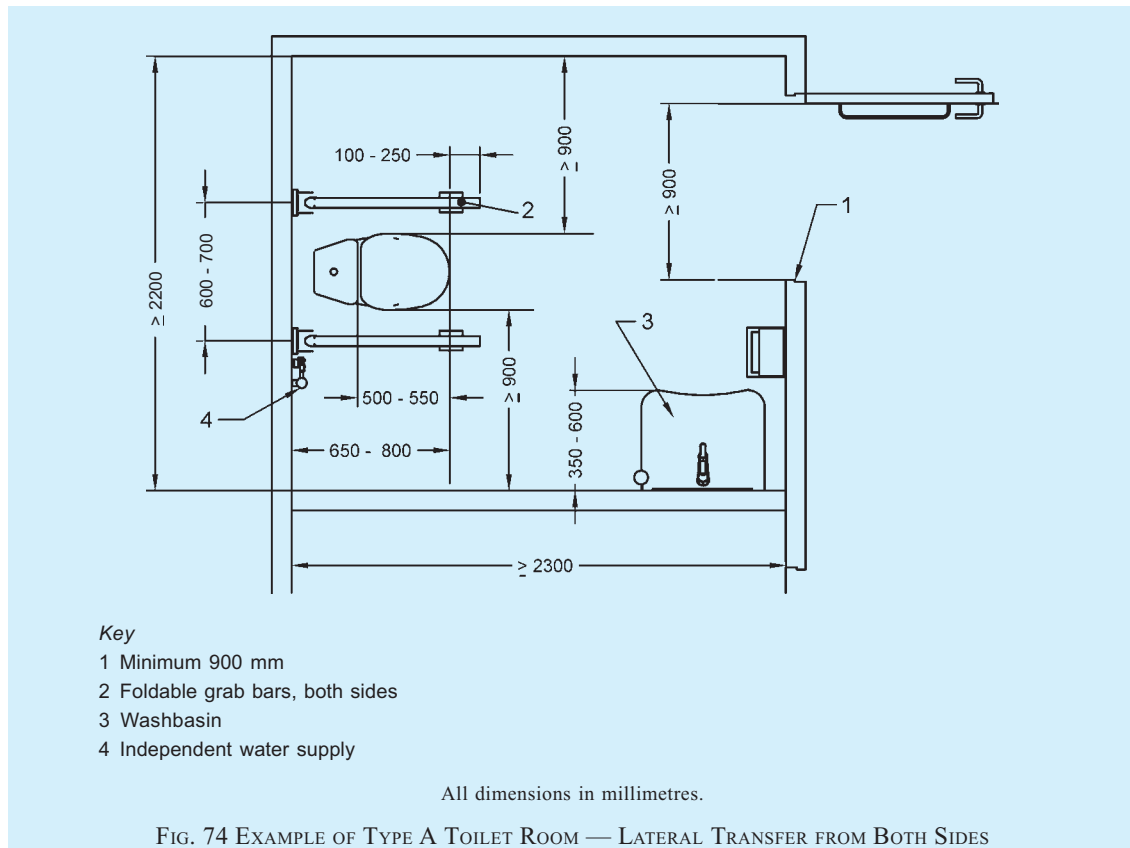 100 - 250
≥ 900
≥ 900
1
2
600 - 700
≥ 2200
3
≥ 900
500 - 550
350 - 600
4
650 - 800
≥ 2300
Key
1 Minimum 900 mm
2 Foldable grab bars, both sides
3 Washbasin
4 Independent water supply
All dimensions in millimetres.
FIG. 74 EXAMPLE OF TYPE A TOILET ROOM — LATERAL TRANSFER FROM BOTH SIDES